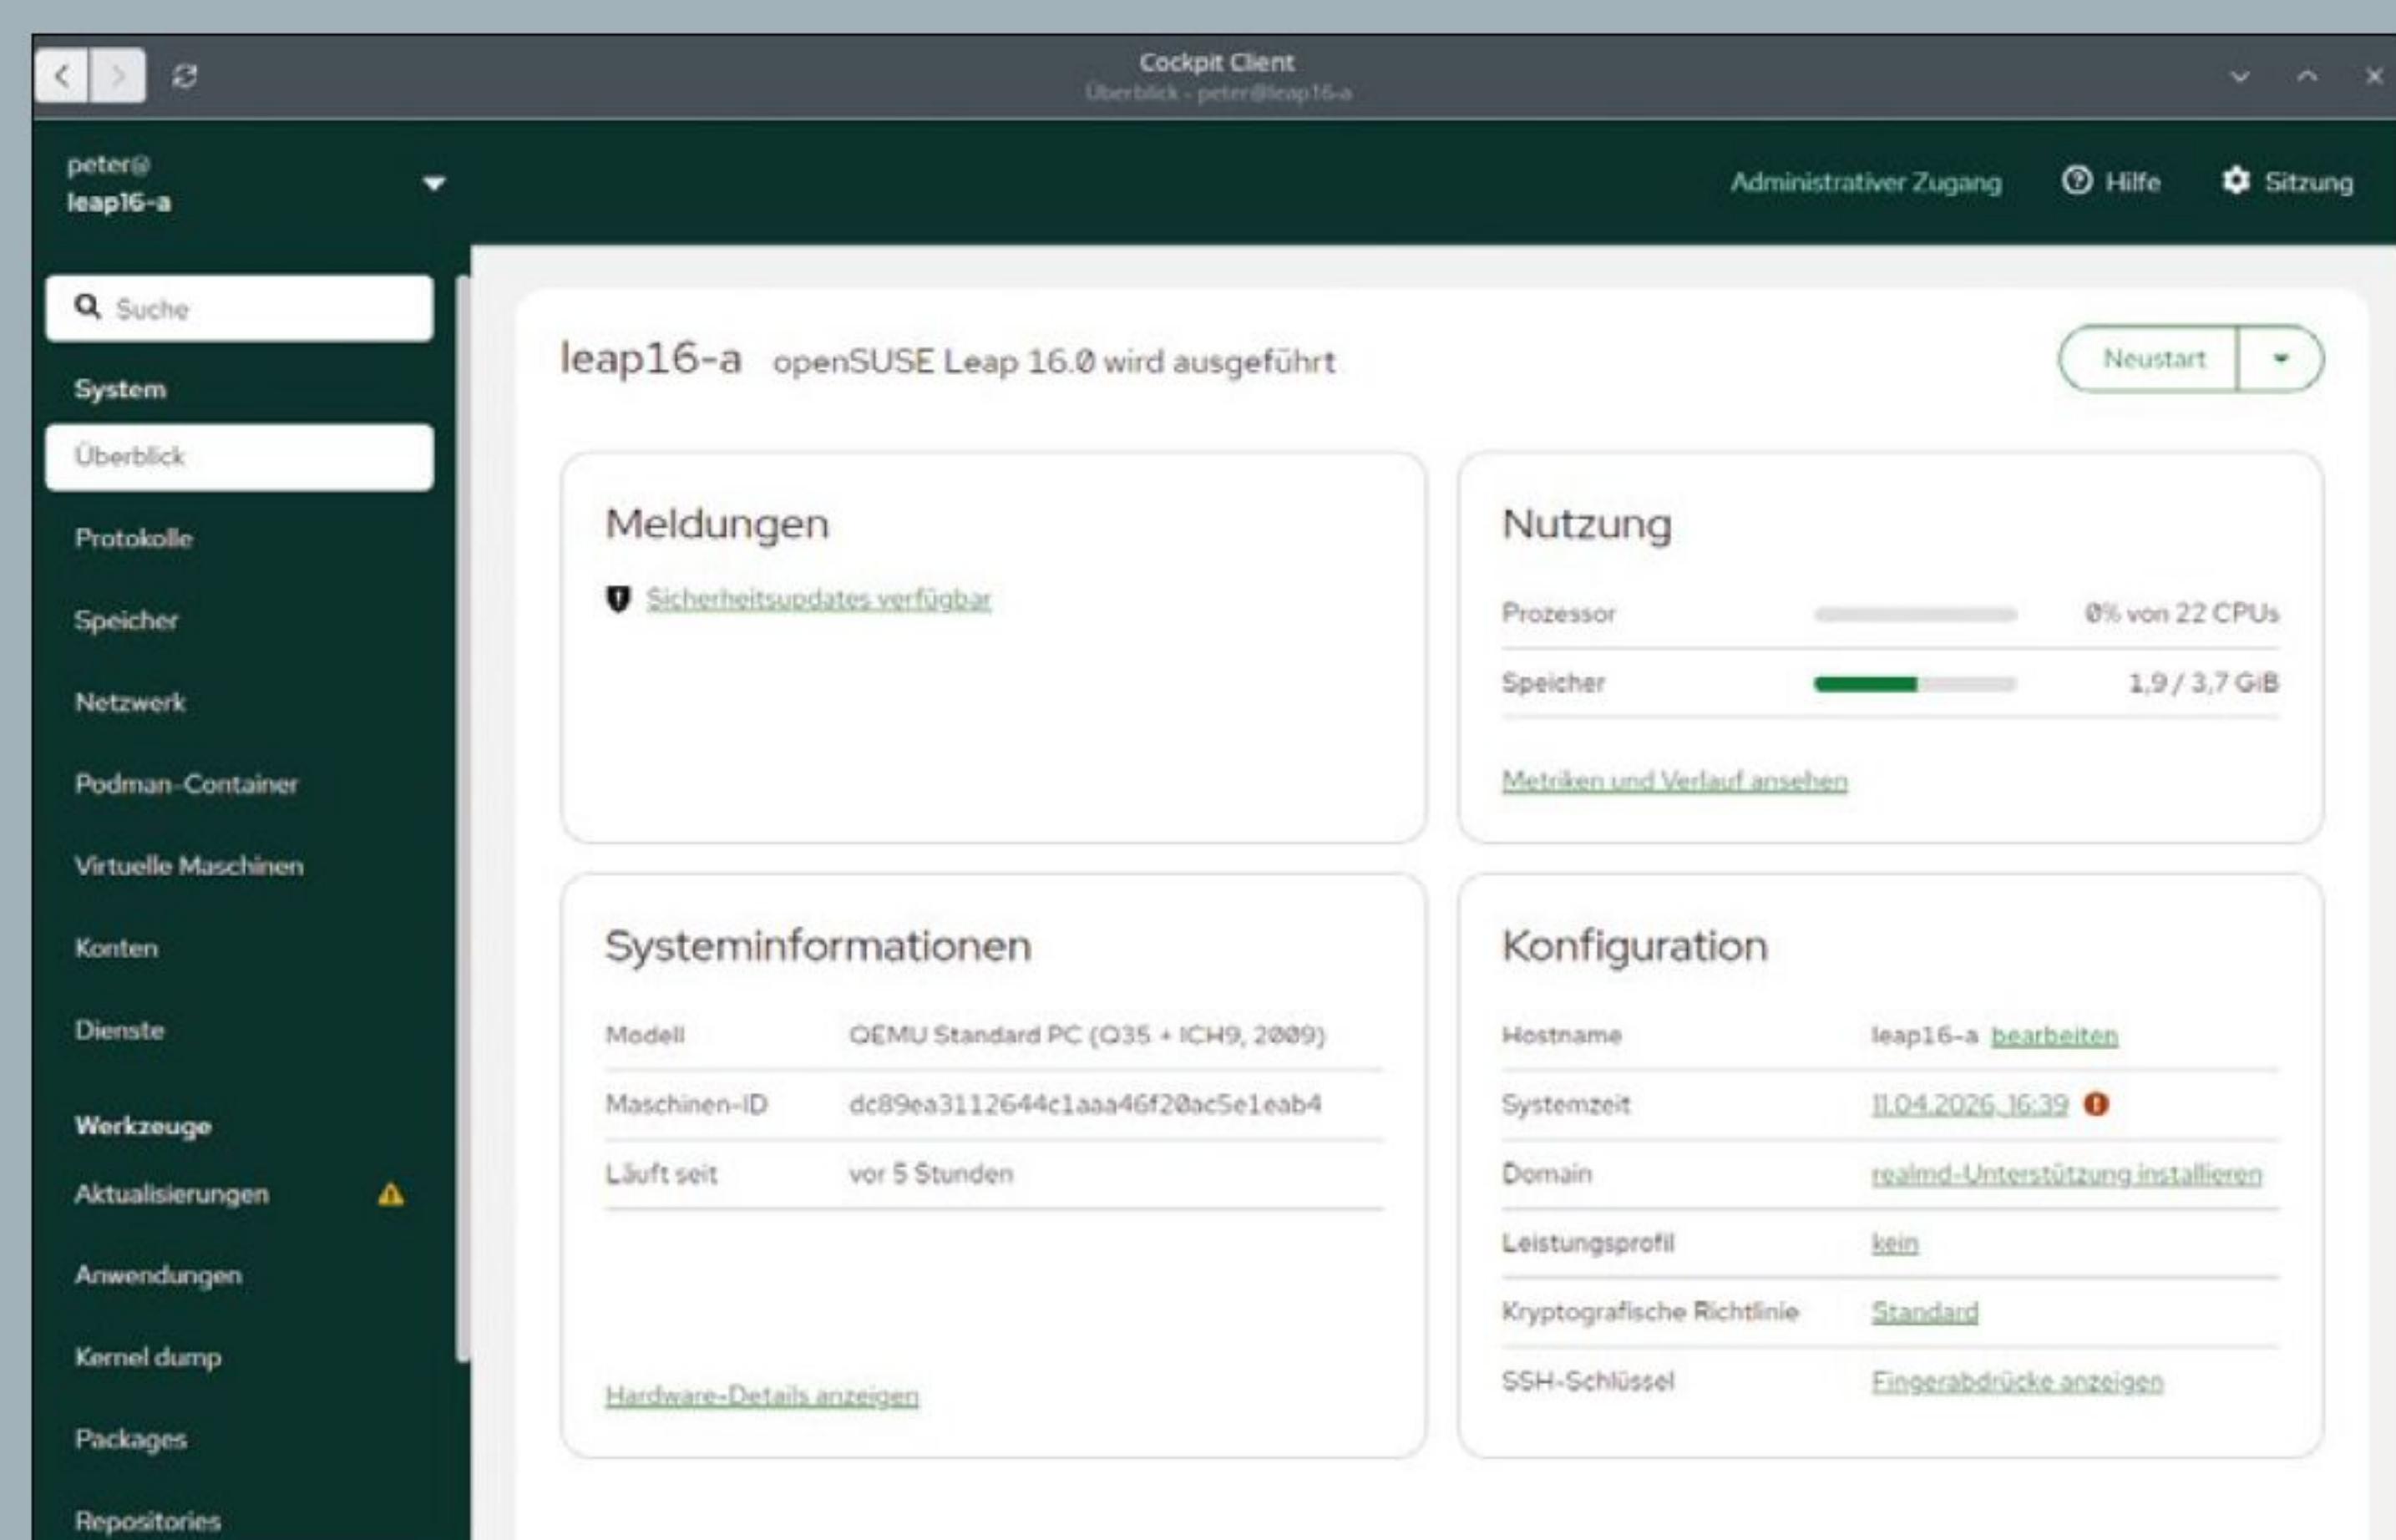 Cockpit Client
Überblick - peter@leap16-a
peter@
leap16-a
Administrativer Zugang
Hilfe
Sitzung
Suche
System
Überblick
Protokolle
Speicher
Netzwerk
Podman-Container
Virtuelle Maschinen
Konten
Dienste
Werkzeuge
Aktualisierungen
Anwendungen
Kernel dump
Packages
Repositories
leap16-a openSUSE Leap 16.0 wird ausgeführt
Neustart
Meldungen
Sicherheitsupdates verfügbar
Nutzung
Prozessor 0% von 22 CPUs
Speicher 1,9 / 3,7 GiB
Metriken und Verlauf ansehen
Systeminformationen
Modell QEMU Standard PC (Q35 + ICH9, 2009)
Maschinen-ID dc89ea3112644c1aaa46f20ac5e1eab4
Läuft seit vor 5 Stunden
Hardware-Details anzeigen
Konfiguration
Hostname leap16-a bearbeiten
Systemzeit 11.04.2026, 16:39
Domain realmd-Unterstützung installieren
Leistungsprofil kein
Kryptografische Richtlinie Standard
SSH-Schlüssel Fingerabdrücke anzeigen